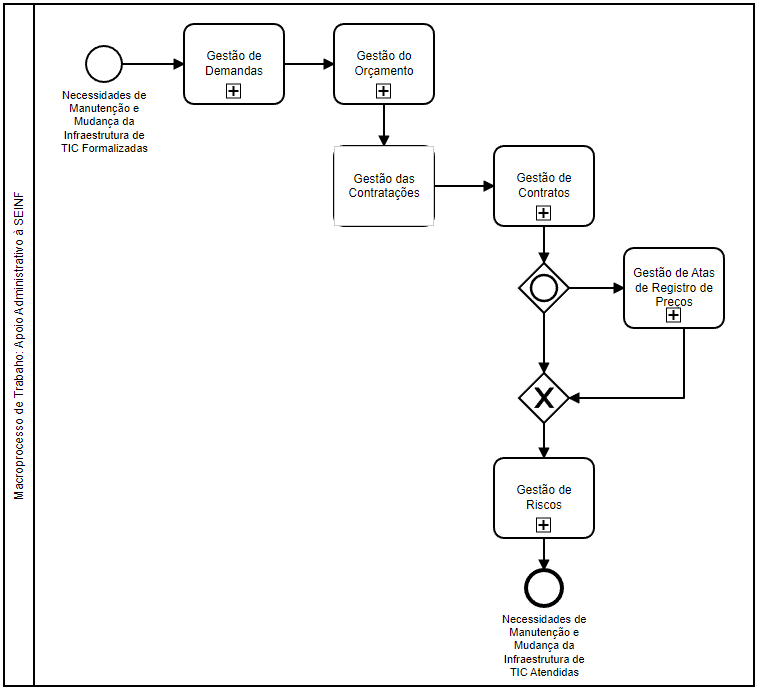 Macroprocesso de Trabaho: Apoio Administrativo à SEINF
Necessidades de
Manutenção e
Mudança da
Infraestrutura de
TIC Formalizadas
Gestão de
Demandas
Gestão do
Orçamento
Gestão das
Contratações
Gestão de
Contratos
Gestão de Atas
de Registro de
Preços
Gestão de
Riscos
Necessidades de
Manutenção e
Mudança da
Infraestrutura de
TIC Atendidas